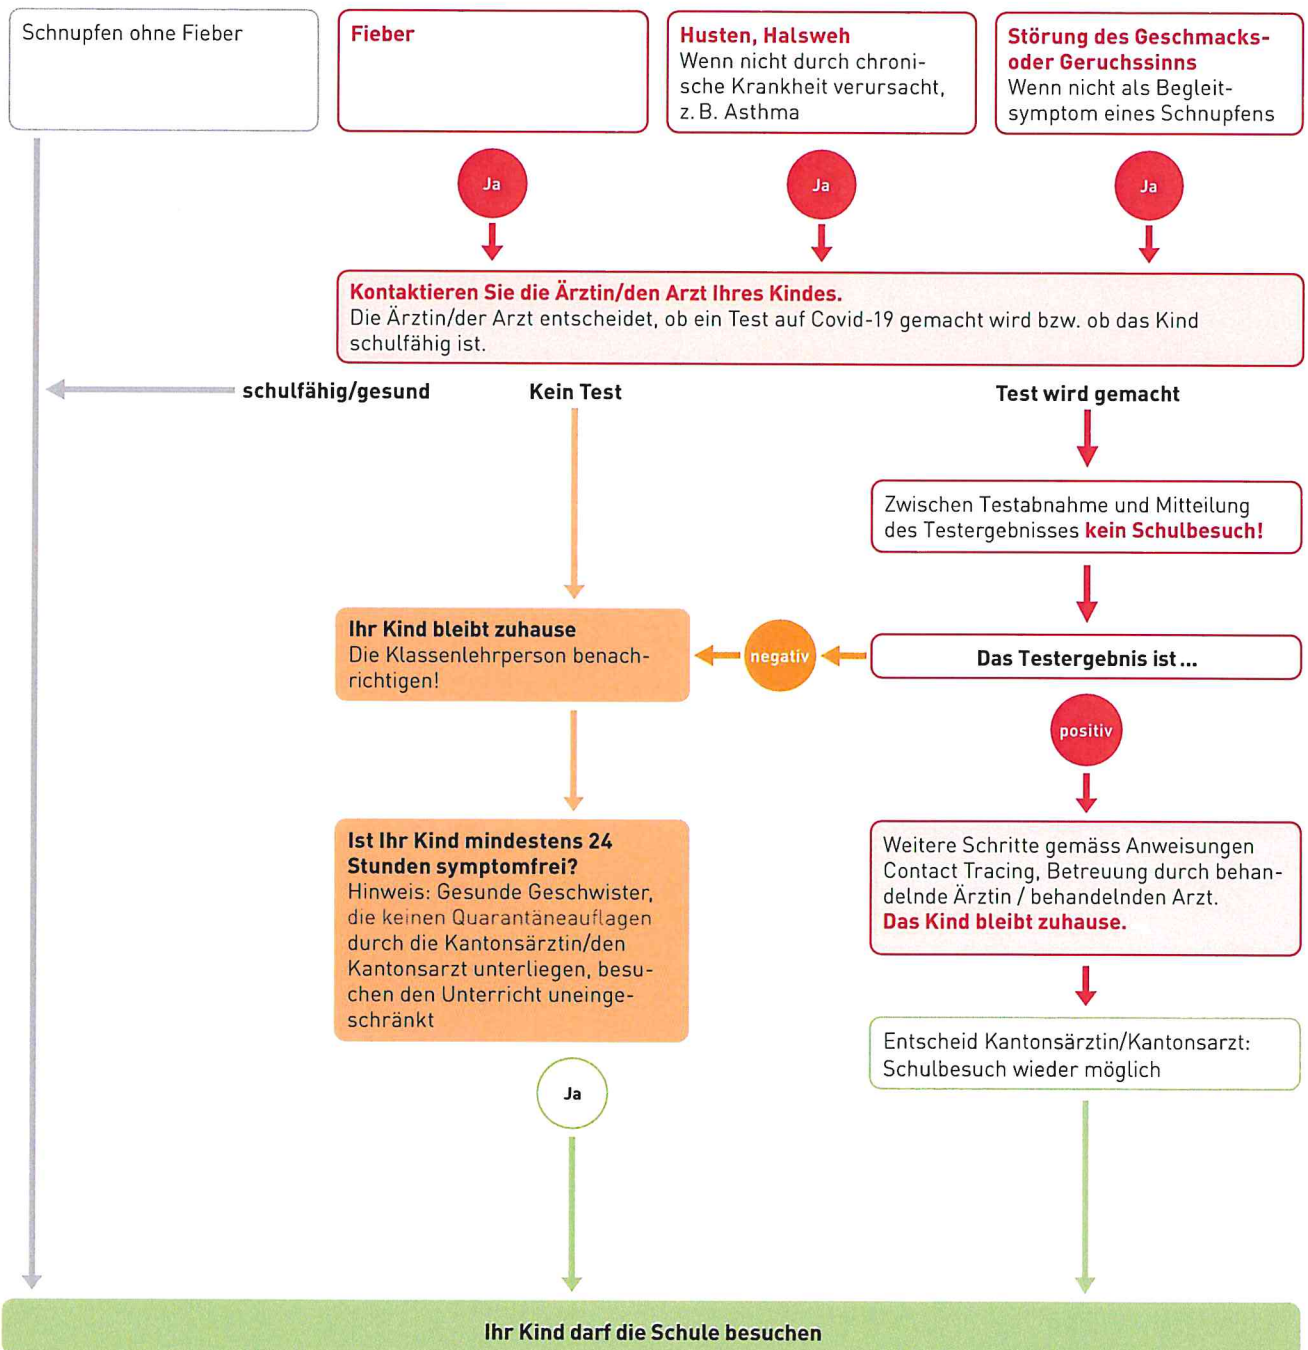 Schnupfen ohne Fieber
Fieber
Husten, Halsweh
Wenn nicht durch chroni-
sche Krankheit verursacht,
z. B. Asthma
Störung des Geschmacks-
oder Geruchssinns
Wenn nicht als Begleit-
symptom eines Schnupfens
Ja
Ja
Ja
Kontaktieren Sie die Ärztin/den Arzt Ihres Kindes.
Die Ärztin/der Arzt entscheidet, ob ein Test auf Covid-19 gemacht wird bzw. ob das Kind
schulfähig ist.
schulfähig/gesund
Kein Test
Test wird gemacht
Zwischen Testabnahme und Mitteilung
des Testergebnisses kein Schulbesuch!
Ihr Kind bleibt zuhause
Die Klassenlehrperson benach-
richtigen!
negativ
Das Testergebnis ist ...
positiv
Ist Ihr Kind mindestens 24
Stunden symptomfrei?
Hinweis: Gesunde Geschwister,
die keinen Quarantäneauflagen
durch die Kantonsärztin/den
Kantonsarzt unterliegen, besu-
chen den Unterricht uneinge-
schränkt
Weitere Schritte gemäss Anweisungen
Contact Tracing, Betreuung durch behan-
delnde Ärztin / behandelnden Arzt.
Das Kind bleibt zuhause.
Entscheid Kantonsärztin/Kantonsarzt:
Schulbesuch wieder möglich
Ja
Ihr Kind darf die Schule besuchen